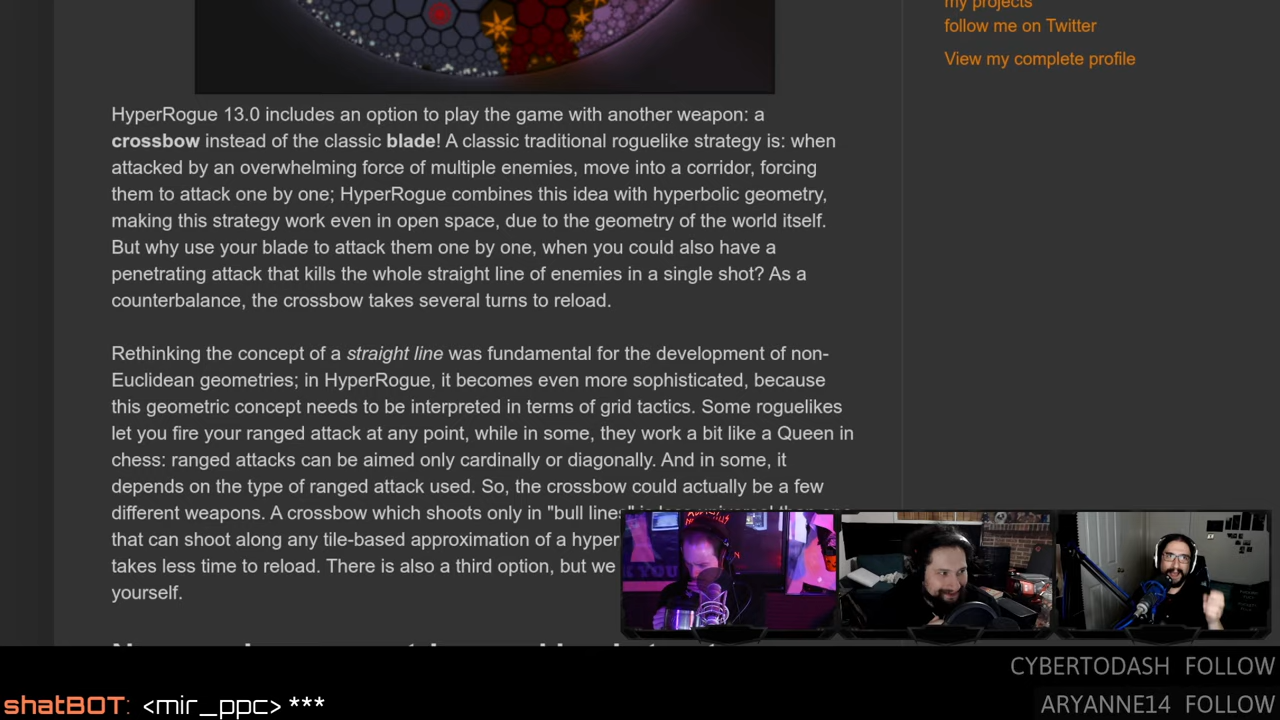 my projects
follow me on Twitter
View my complete profile
HyperRogue 13.0 includes an option to play the game with another weapon: a
crossbow instead of the classic blade! A classic traditional roguelike strategy is: when
attacked by an overwhelming force of multiple enemies, move into a corridor, forcing
them to attack one by one; HyperRogue combines this idea with hyperbolic geometry,
making this strategy work even in open space, due to the geometry of the world itself.
But why use your blade to attack them one by one, when you could also have a
penetrating attack that kills the whole straight line of enemies in a single shot? As a
counterbalance, the crossbow takes several turns to reload.
Rethinking the concept of a straight line was fundamental for the development of non-
Euclidean geometries; in HyperRogue, it becomes even more sophisticated, because
this geometric concept needs to be interpreted in terms of grid tactics. Some roguelikes
let you fire your ranged attack at any point, while in some, they work a bit like a Queen in
chess: ranged attacks can be aimed only cardinally or diagonally. And in some, it
depends on the type of ranged attack used. So, the crossbow could actually be a few
different weapons. A crossbow which shoots only in "bull lines"
that can shoot along any tile-based approximation of a hyper
takes less time to reload. There is also a third option, but we
yourself.
CYBERTODASH FOLLOW
shatBOT: <mir_ppc> ***
ARYANNE14 FOLLOW